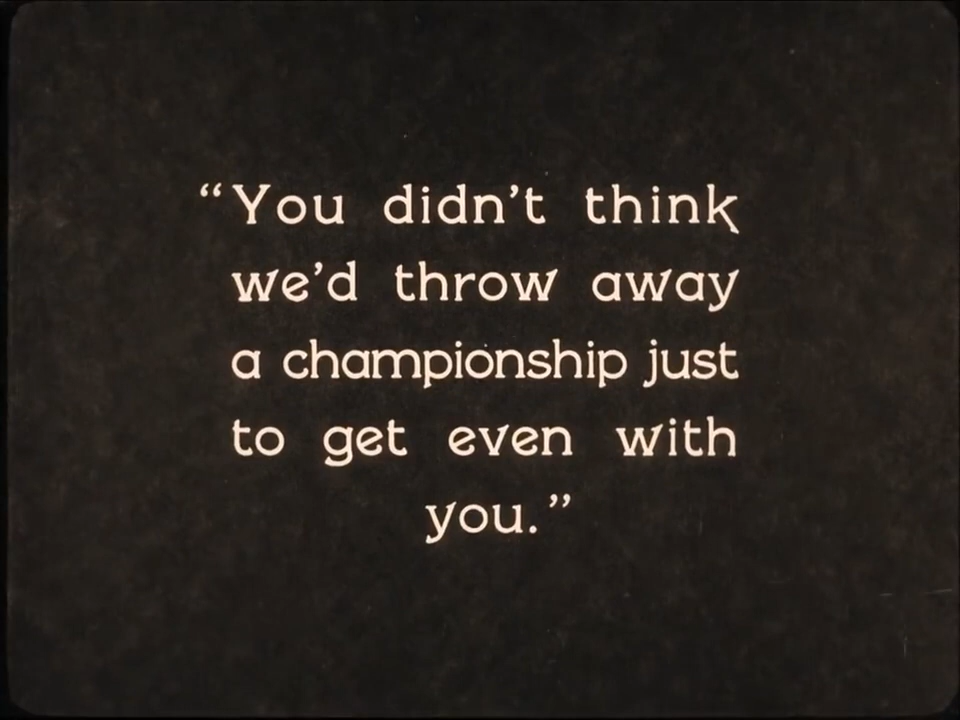 “You didn’t think
we’d throw away
a championship just
to get even with
you.”